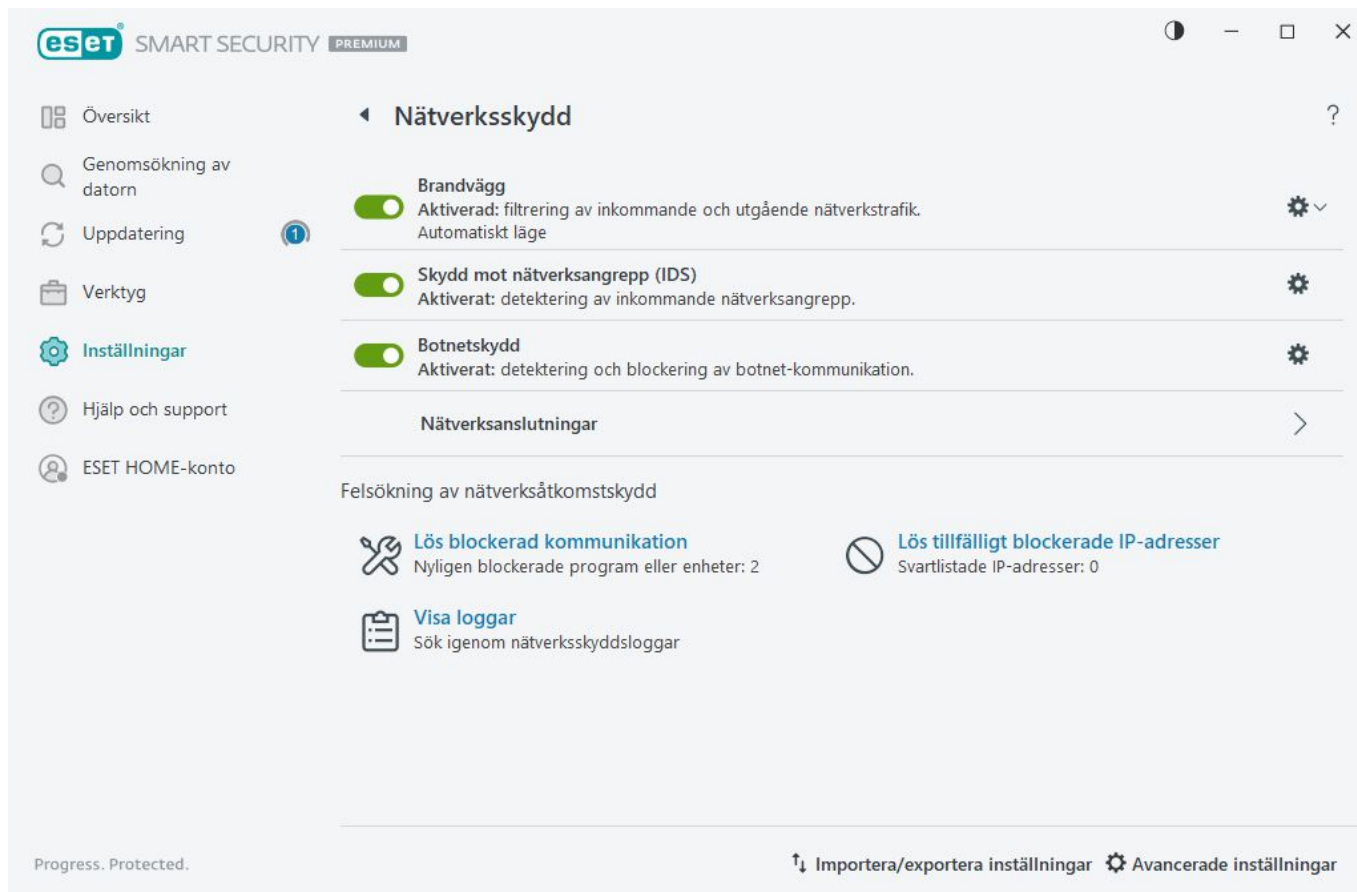 eset® SMART SECURITY PREMIUM
Översikt
Genomsökning av
datorn
Uppdatering 1
Verktyg
Inställningar
Hjälp och support
ESET HOME-konto
Nätverksskydd
?
Brandvägg
Aktiverad: filtrering av inkommande och utgående nätverkstrafik.
Automatiskt läge
Skydd mot nätverksangrepp (IDS)
Aktiverat: detektering av inkommande nätverksangrepp.
Botnetskydd
Aktiverat: detektering och blockering av botnet-kommunikation.
Nätverksanslutningar
Felsökning av nätverksåtkomstskydd
Lös blockerad kommunikation
Nyligen blockerade program eller enheter: 2
Lös tillfälligt blockerade IP-adresser
Svartlistade IP-adresser: 0
Visa loggar
Sök igenom nätverksskyddsloggar
Progress. Protected.
Importera/exportera inställningar
Avancerade inställningar